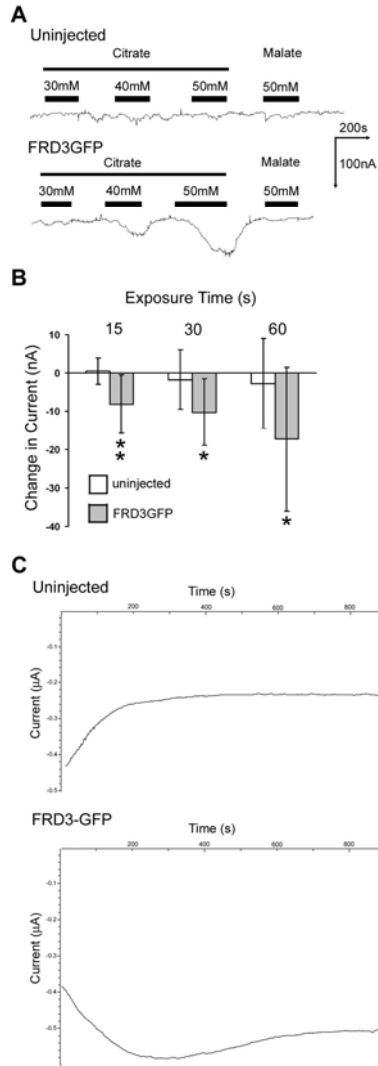 A
Uninjected
Citrate Malate
30mM 40mM 50mM 50mM
200s
100nA
FRD3GFP
Citrate Malate
30mM 40mM 50mM 50mM
B
Exposure Time (s)
15 30 60
Change in Current (nA)
10
0
-10
-20
-30
-40
* * * *
uninjected
FRD3GFP
C
Uninjected
Time (s)
200 400 600 800
Current (µA)
-0.1
-0.2
-0.3
-0.4
-0.5
FRD3-GFP
Time (s)
200 400 600 800
Current (µA)
-0.1
-0.2
-0.3
-0.4
-0.5